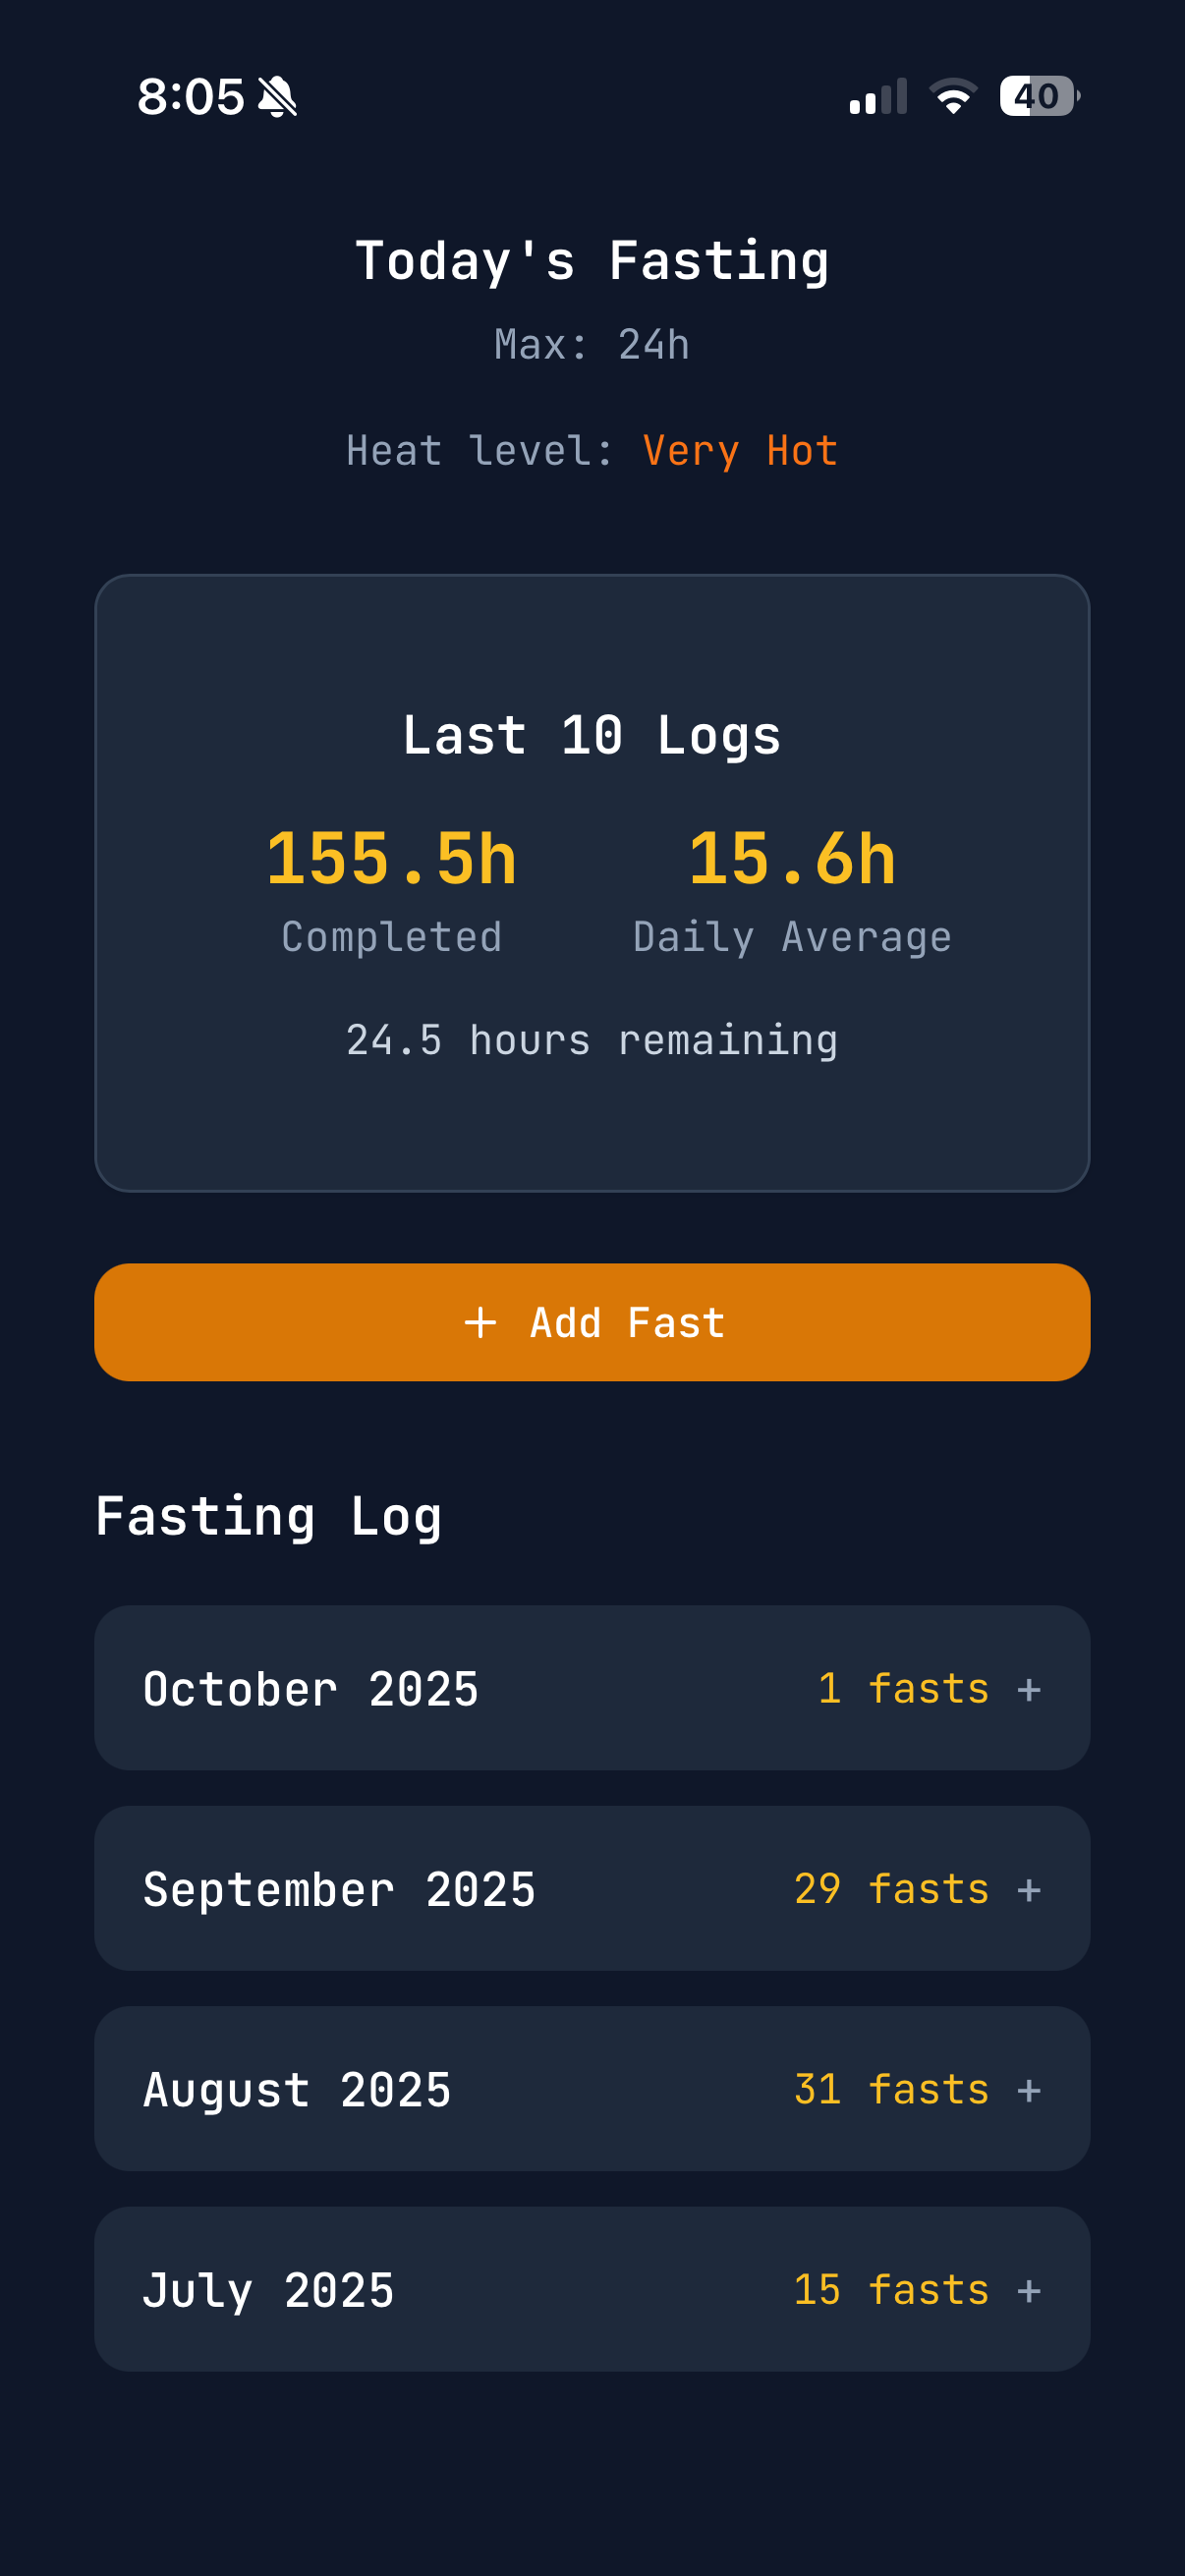 8:05
40
Today's Fasting
Max: 24h
Heat level: Very Hot
Last 10 Logs
155.5h 15.6h
Completed Daily Average
24.5 hours remaining
+ Add Fast
Fasting Log
October 2025 1 fasts +
September 2025 29 fasts +
August 2025 31 fasts +
July 2025 15 fasts +